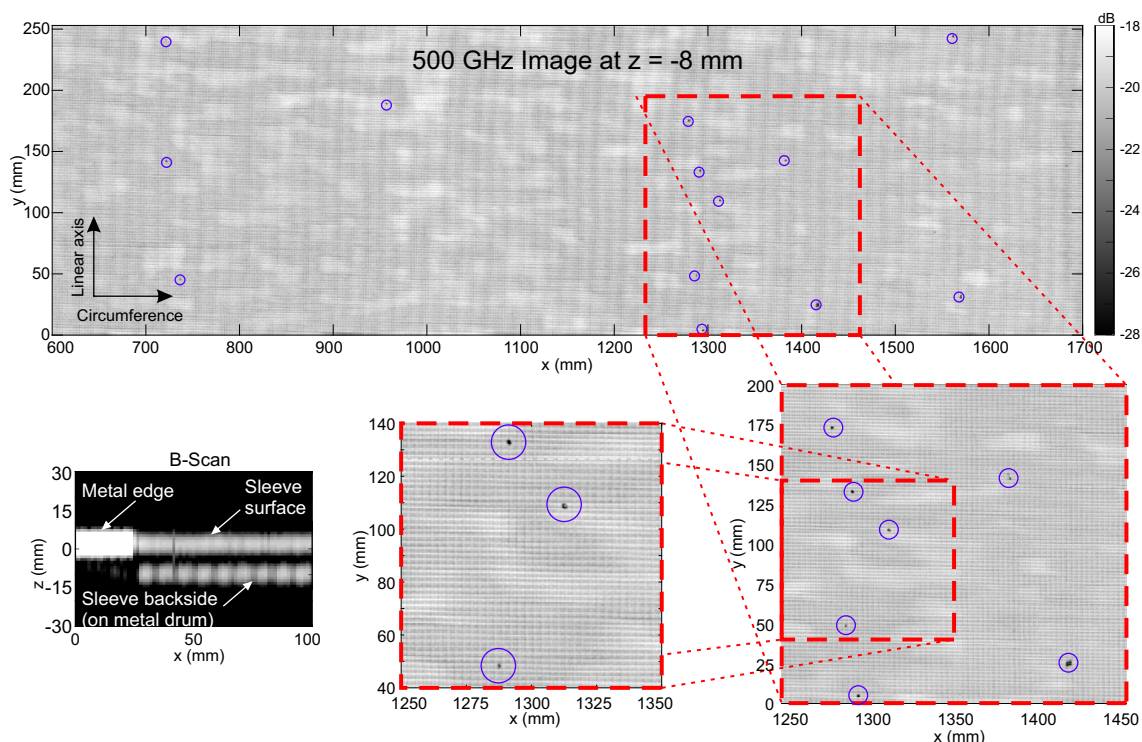 500 GHz Image at z = -8 mm
y (mm)
250
200
150
100
50
0
Linear axis
Circumference
600 700 800 900 1000 1100 1200 1300 1400 1500 1600 1700
x (mm)
dB
-18
-20
-22
-24
-26
-28
B-Scan
z (mm)
30
15
0
-15
-30
Metal edge
Sleeve
surface
Sleeve backside
(on metal drum)
0 50 100
x (mm)
y (mm)
140
120
100
80
60
40
1250 1275 1300 1325 1350
x (mm)
y (mm)
200
175
150
125
100
75
50
25
0
1250 1300 1350 1400 1450
x (mm)